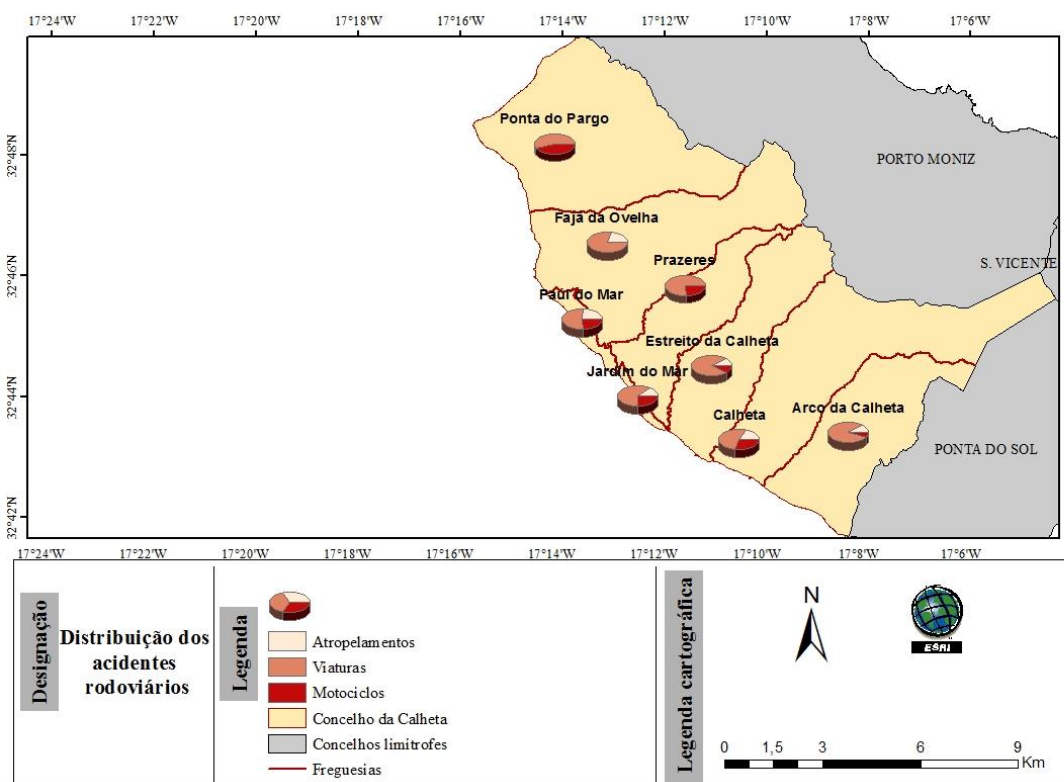 17°24'W 17°22'W 17°20'W 17°18'W 17°16'W 17°14'W 17°12'W 17°10'W 17°8'W 17°6'W
32°48'N
32°46'N
32°44'N
32°42'N
Ponta do Pargo
PORTO MONIZ
Fajã da Ovelha
Prazeres
S. VICENTE
Paul do Mar
Estreito da Calheta
Jardim do Mar
Calheta
Arco da Calheta
PONTA DO SOL
17°24'W 17°22'W 17°20'W 17°18'W 17°16'W 17°14'W 17°12'W 17°10'W 17°8'W 17°6'W
Designação
Distribuição dos
acidentes
rodoviários
Legenda
Atropelamentos
Viaturas
Motociclos
Concelho da Calheta
Concelhos limitrofes
Freguesias
Legenda cartográfica
N
ESRI
0 1,5 3 6 9
Km